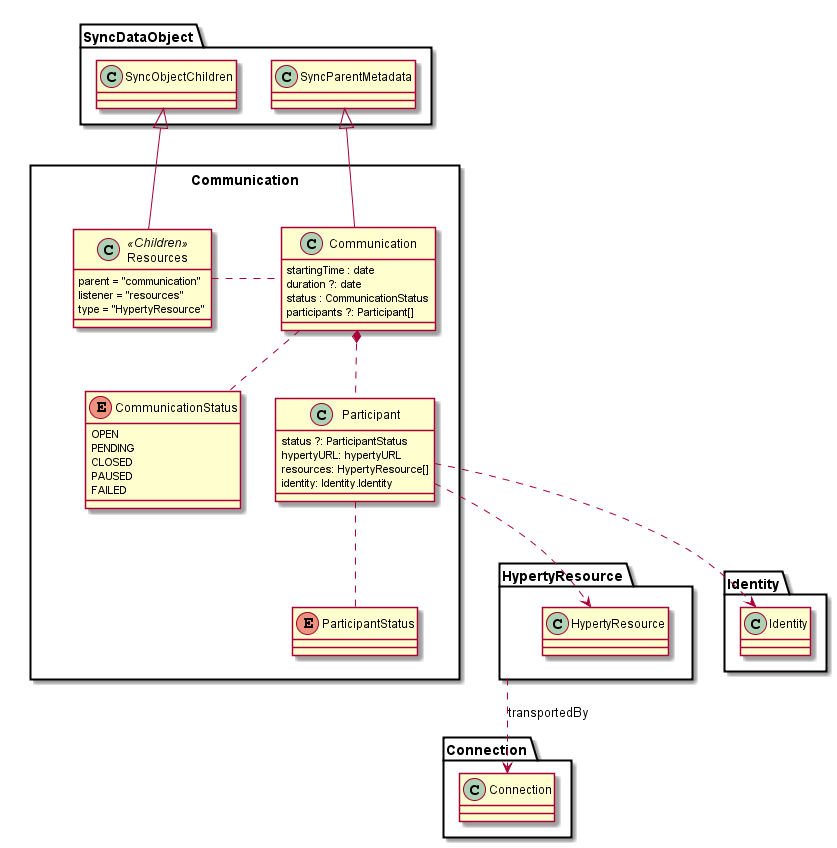 SyncDataObject
C SyncObjectChildren
C SyncParentMetadata
Communication
C «Children»
Resources
parent = "communication"
listener = "resources"
type = "HypertyResource"
C Communication
startingTime : date
duration ?: date
status : CommunicationStatus
participants ?: Participant[]
E CommunicationStatus
OPEN
PENDING
CLOSED
PAUSED
FAILED
C Participant
status ?: ParticipantStatus
hypertyURL: hypertyURL
resources: HypertyResource[]
identity: Identity.Identity
E ParticipantStatus
HypertyResource
C HypertyResource
Identity
C Identity
transportedBy
Connection
C Connection